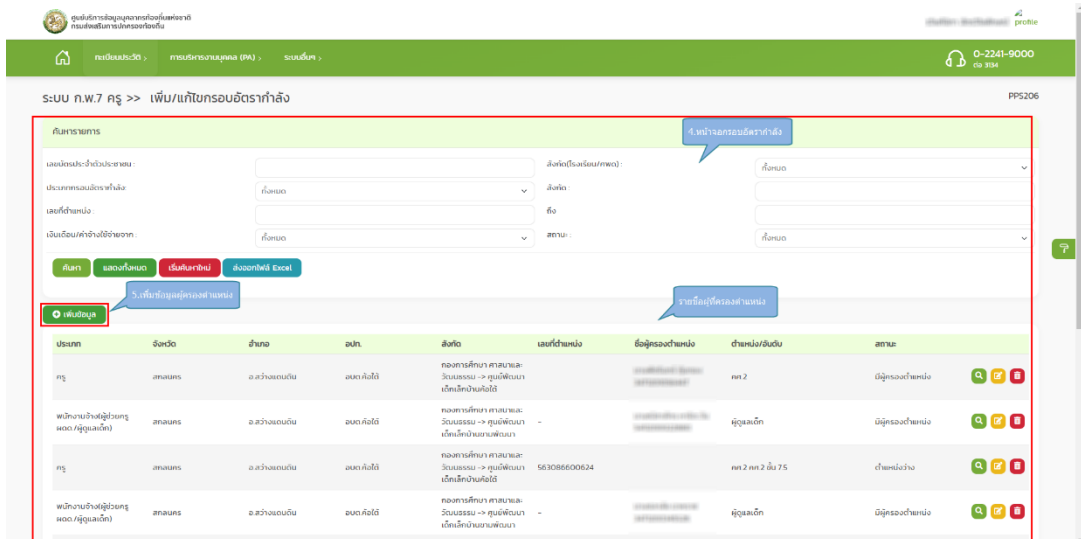 ศูนย์บริการข้อมูลบุคลากรท้องถิ่นแห่งชาติ
กรมส่งเสริมการปกครองท้องถิ่น
profile
ทะเบียนประวัติ
การบริหารงานบุคคล (PA)
ระบบอื่นๆ
0-2241-9000
ต่อ 3134
ระบบ ก.พ.7 ครู >> เพิ่ม/แก้ไขกรอบอัตรากำลัง
PPS206
ค้นหารายการ
4.หน้าจอกรอบอัตรากำลัง
เลขบัตรประจำตัวประชาชน :
สังกัด(โรงเรียน/ศพด) :
ทั้งหมด
ประเภทกรอบอัตรากำลัง:
ทั้งหมด
สังกัด :
เลขที่ตำแหน่ง :
ถึง
เงินเดือน/ค่าจ้างใช้จ่ายจาก :
ทั้งหมด
สถานะ :
ทั้งหมด
ค้นหา
แสดงทั้งหมด
เริ่มค้นหาใหม่
ส่งออกไฟล์ Excel
5.เพิ่มข้อมูลผู้ครองตำแหน่ง
รายชื่อผู้ที่ครองตำแหน่ง
เพิ่มข้อมูล
ประเภท จังหวัด อำเภอ อปท. สังกัด เลขที่ตำแหน่ง ชื่อผู้ครองตำแหน่ง ตำแหน่ง/อันดับ สถานะ
กองการศึกษา ศาสนาและ
ครู สกลนคร อ.สว่างแดนดิน อบต.ค้อใต้ วัฒนธรรม -> ศูนย์พัฒนา คศ.2 มีผู้ครองตำแหน่ง
เด็กเล็กบ้านค้อใต้
กองการศึกษา ศาสนาและ
พนักงานจ้าง(ผู้ช่วยครู
ผดด./ผู้ดูแลเด็ก) สกลนคร อ.สว่างแดนดิน อบต.ค้อใต้ วัฒนธรรม -> ศูนย์พัฒนา - ผู้ดูแลเด็ก มีผู้ครองตำแหน่ง
เด็กเล็กบ้านขามพัฒนา
กองการศึกษา ศาสนาและ
ครู สกลนคร อ.สว่างแดนดิน อบต.ค้อใต้ วัฒนธรรม -> ศูนย์พัฒนา 563086600624 คศ.2 คศ.2 ขั้น 7.5 ตำแหน่งว่าง
เด็กเล็กบ้านค้อใต้
กองการศึกษา ศาสนาและ
พนักงานจ้าง(ผู้ช่วยครู
ผดด./ผู้ดูแลเด็ก) สกลนคร อ.สว่างแดนดิน อบต.ค้อใต้ วัฒนธรรม -> ศูนย์พัฒนา - ผู้ดูแลเด็ก มีผู้ครองตำแหน่ง
เด็กเล็กบ้านขามพัฒนา